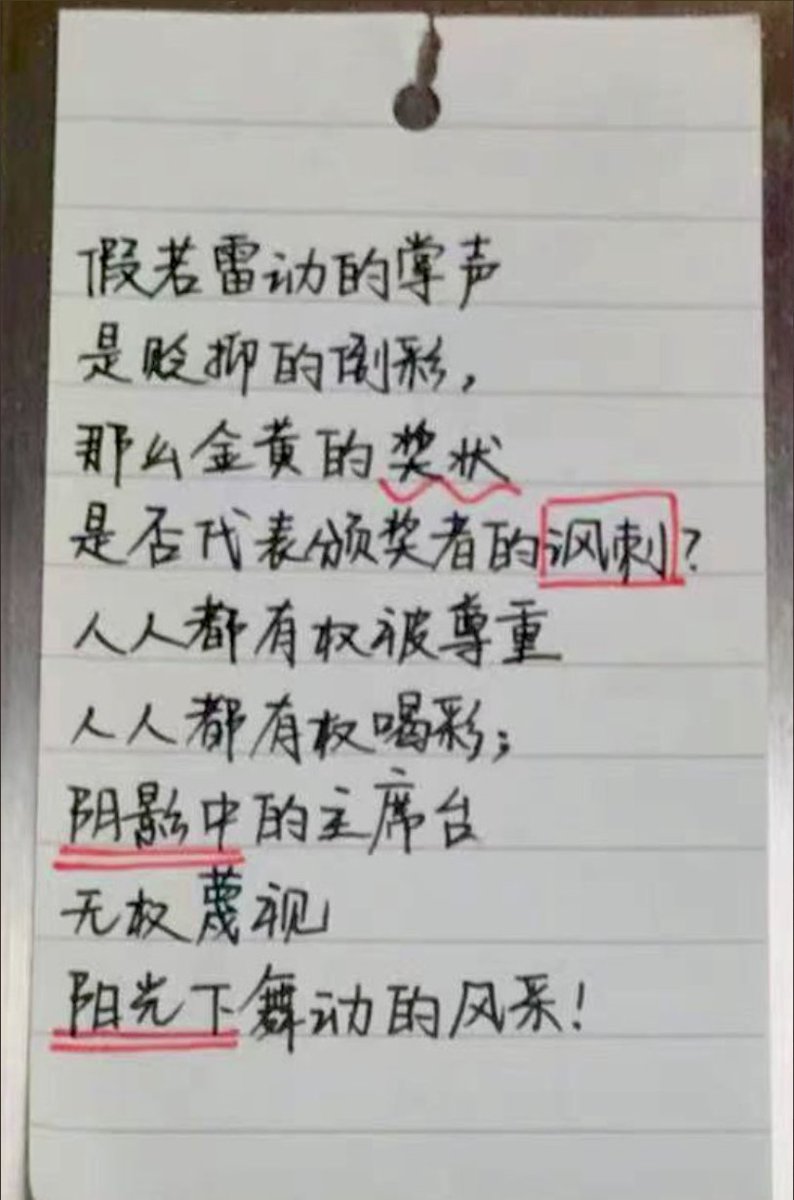 假若雷动的掌声
是贬抑的倒彩，
那么金黄的奖状
是否代表颁奖者的讽刺？
人人都有权被尊重
人人都有权喝彩；
阴影中的主席台
无权蔑视
阳光下舞动的风采！